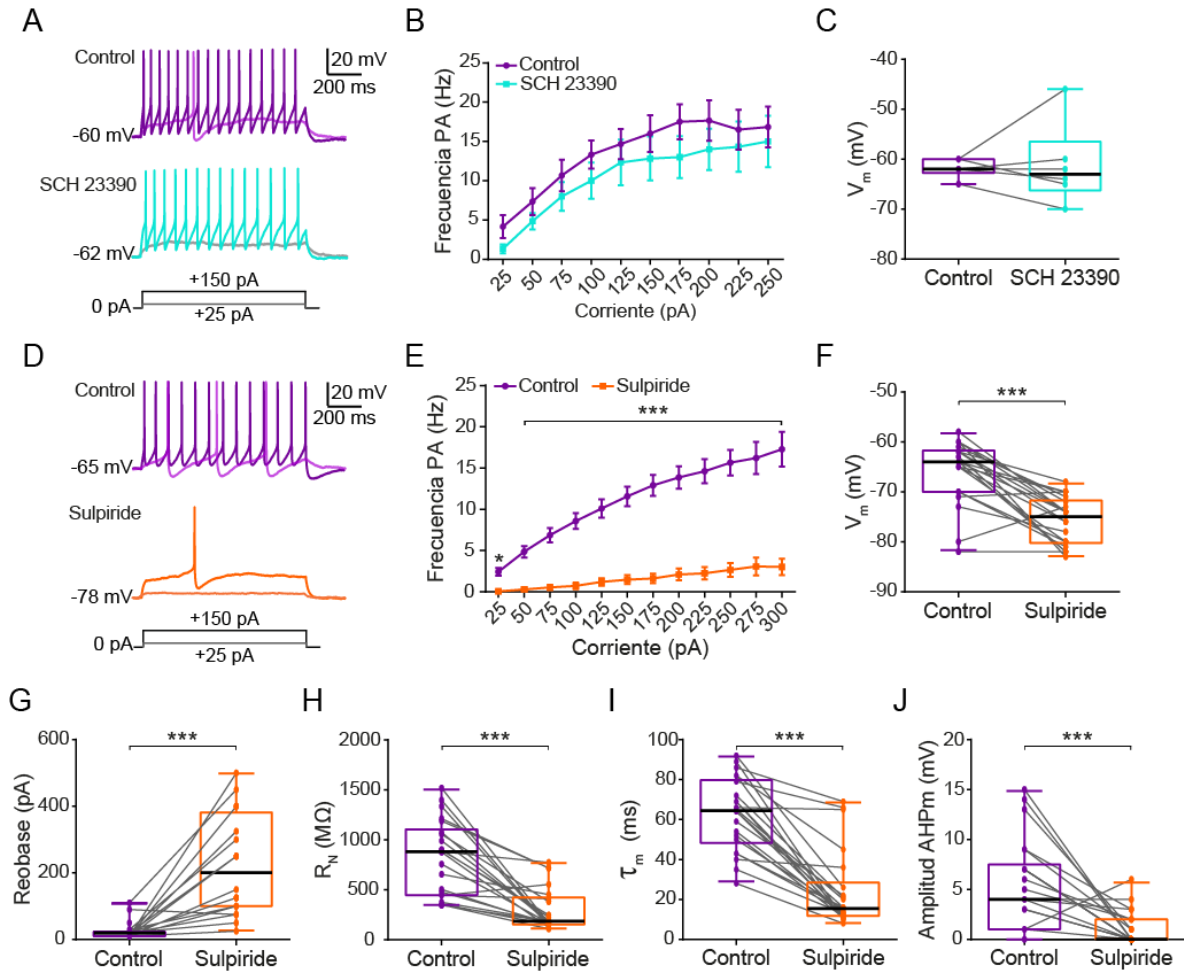 A
Control
20 mV
200 ms
-60 mV
SCH 23390
-62 mV
+150 pA
0 pA
+25 pA
B
Control
SCH 23390
Frecuencia PA (Hz)
25
20
15
10
5
0
25 50 75 100 125 150 175 200 225 250
Corriente (pA)
C
V_m (mV)
-40
-50
-60
-70
-80
Control SCH 23390
D
Control
20 mV
200 ms
-65 mV
Sulpiride
-78 mV
+150 pA
0 pA
+25 pA
E
Control Sulpiride
Frecuencia PA (Hz)
25
20
15
10
5
0
***
*
25 50 75 100 125 150 175 200 225 250 275 300
Corriente (pA)
F
V_m (mV)
-50
-60
-70
-80
-90
***
Control Sulpiride
G
Reobase (pA)
600
400
200
0
***
Control Sulpiride
H
R_N (MΩ)
2000
1500
1000
500
0
***
Control Sulpiride
I
τ_m (ms)
100
80
60
40
20
0
***
Control Sulpiride
J
Amplitud AHPm (mV)
20
15
10
5
0
***
Control Sulpiride